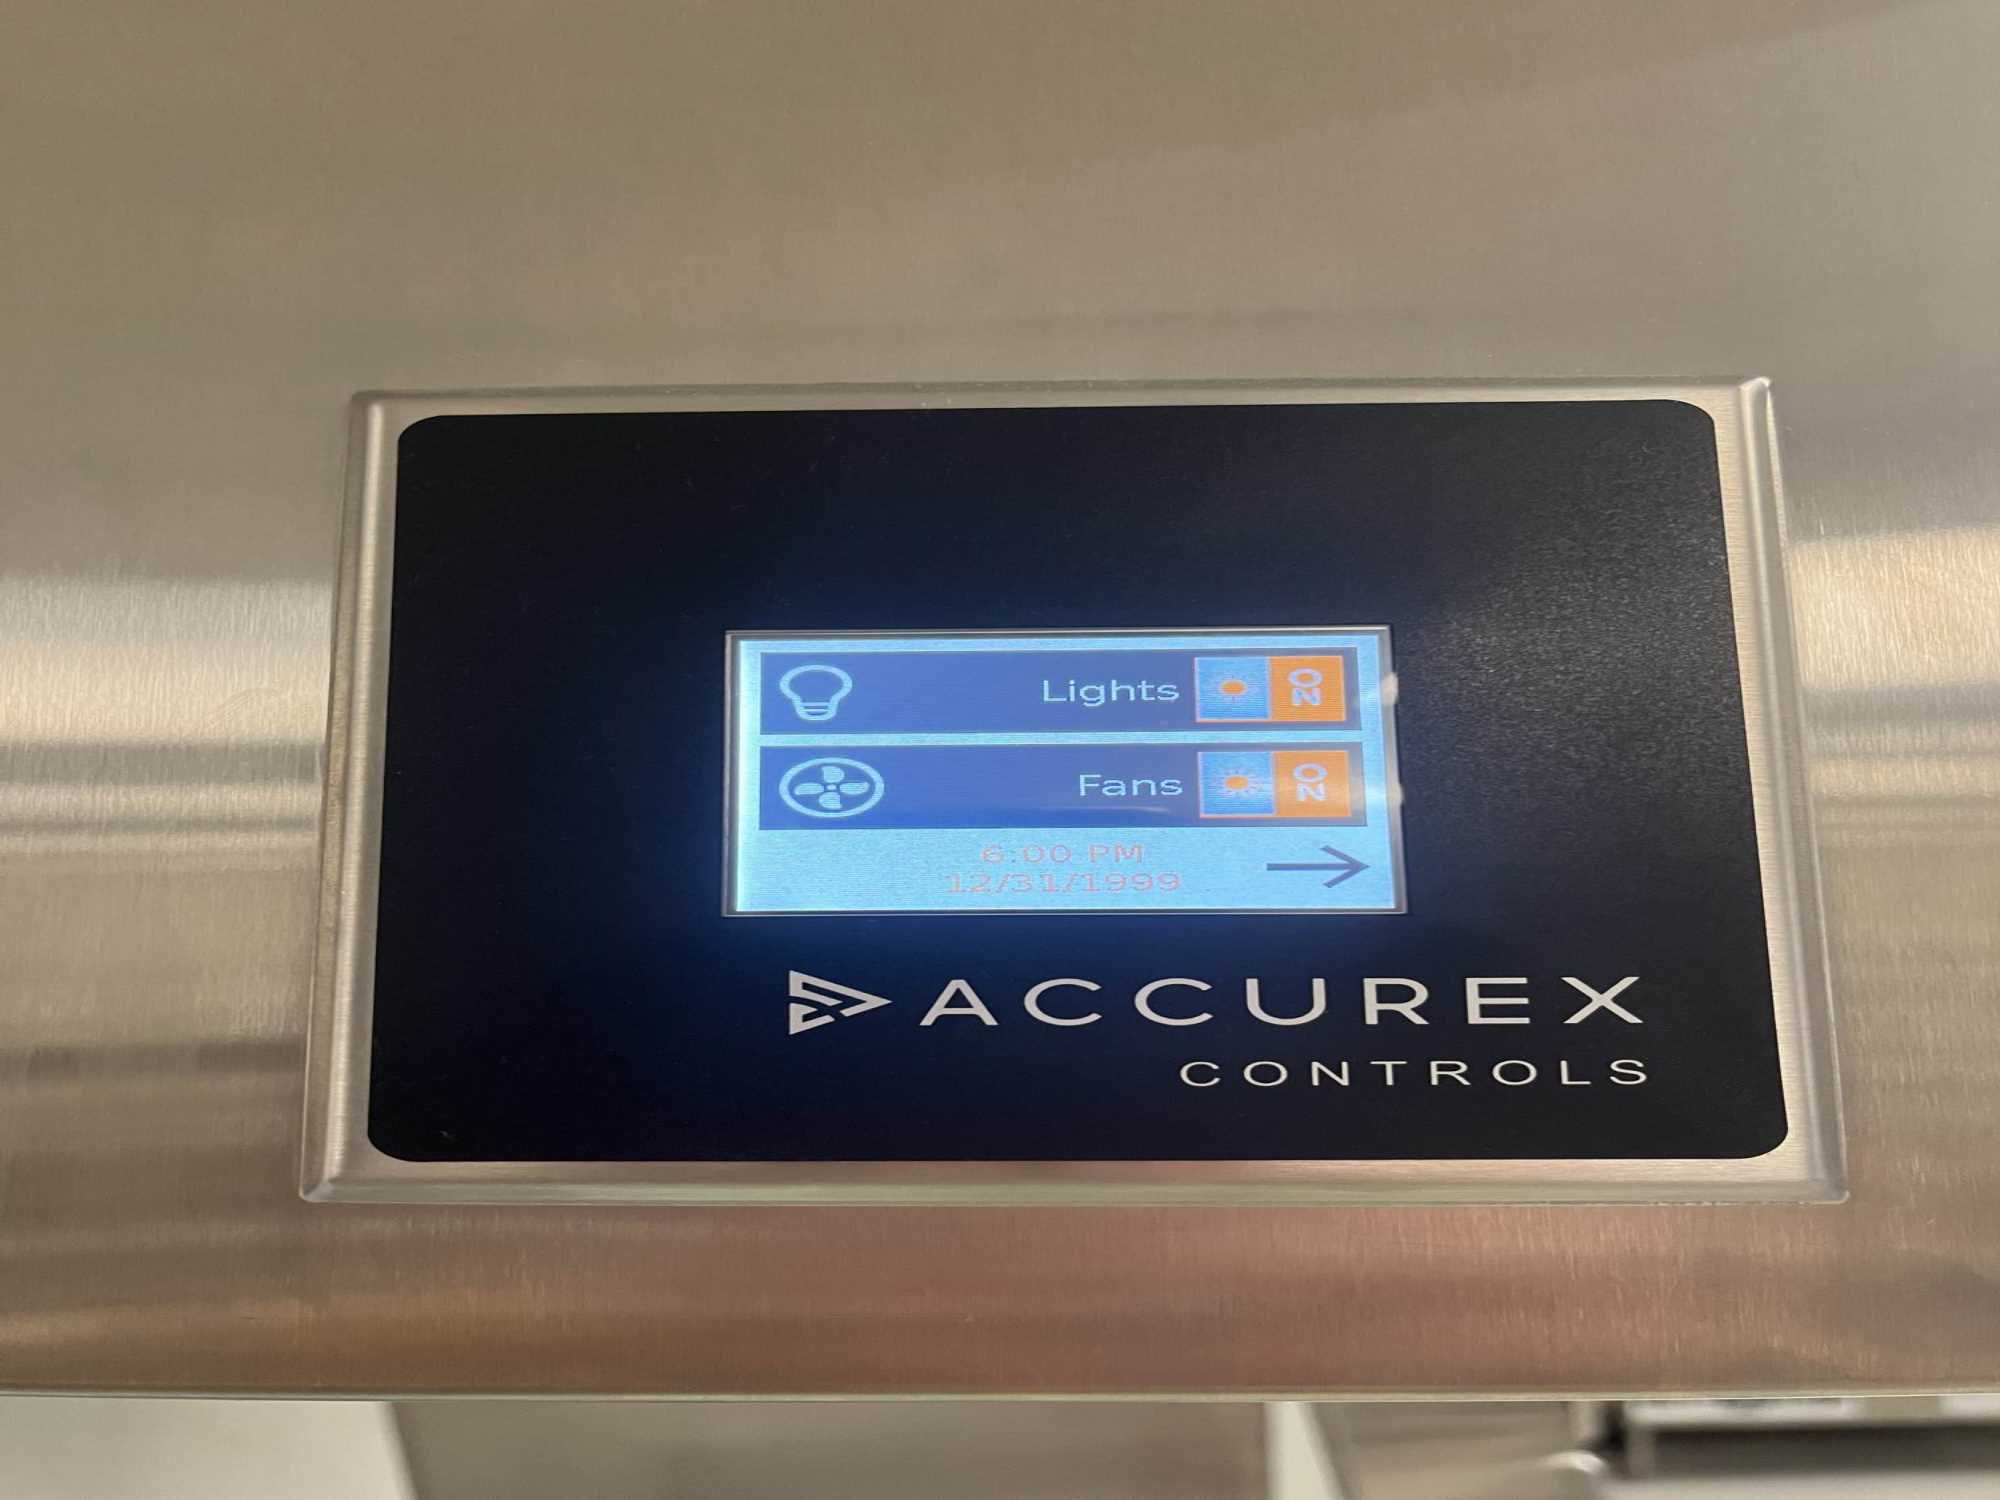 Lights ON
Fans ON
6:00 PM
12/31/1999
ACCUREX
CONTROLS